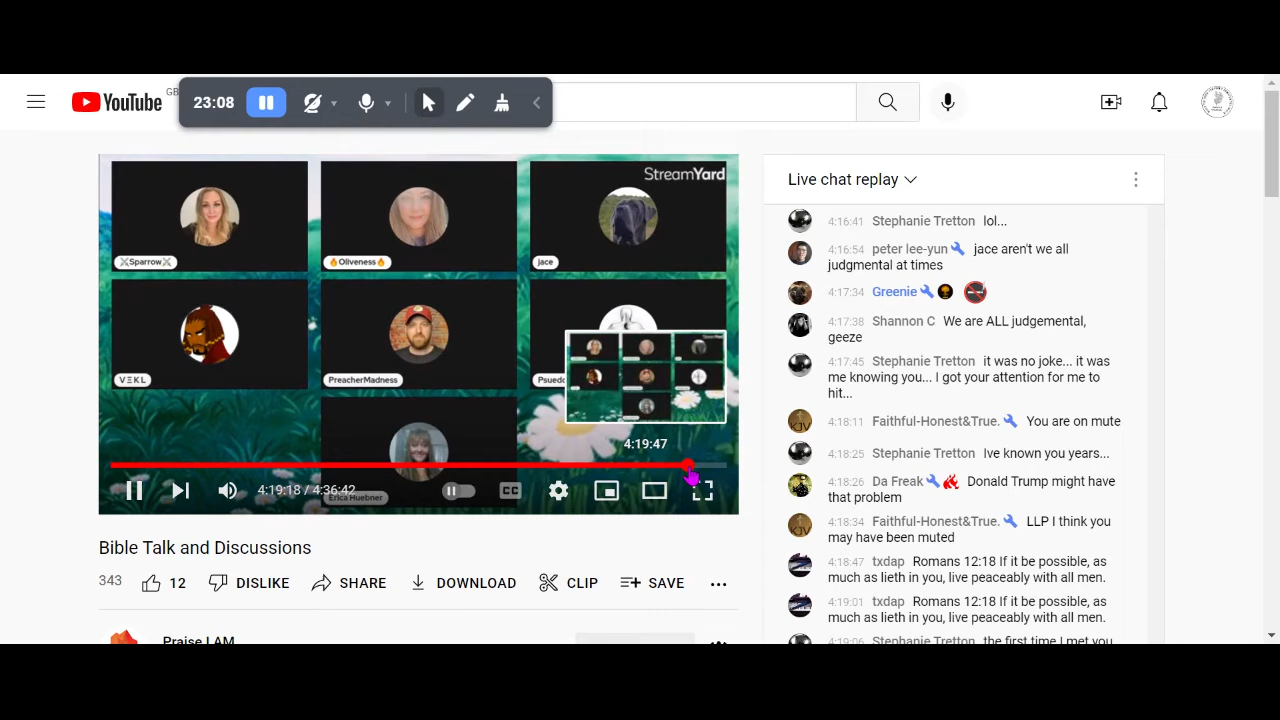 YouTube
GB
23:08
StreamYard
⚔Sparrow⚔
🔥Oliveness🔥
jace
VΞKL
PreacherMadness
Psued
Erica Huebner
4:19:47
4:19:18 / 4:36:42
CC
Bible Talk and Discussions
343
12
DISLIKE
SHARE
DOWNLOAD
CLIP
SAVE
Praise I AM
Live chat replay
4:16:41 Stephanie Tretton lol...
4:16:54 peter lee-yun jace aren't we all
judgmental at times
4:17:34 Greenie
4:17:38 Shannon C We are ALL judgemental,
geeze
4:17:45 Stephanie Tretton it was no joke... it was
me knowing you... I got your attention for me to
hit...
4:18:11 Faithful-Honest&True. You are on mute
4:18:25 Stephanie Tretton Ive known you years...
4:18:26 Da Freak Donald Trump might have
that problem
4:18:34 Faithful-Honest&True. LLP I think you
may have been muted
4:18:47 txdap Romans 12:18 If it be possible, as
much as lieth in you, live peaceably with all men.
4:19:01 txdap Romans 12:18 If it be possible, as
much as lieth in you, live peaceably with all men.
4:19:06 Stephanie Tretton the first time I met you